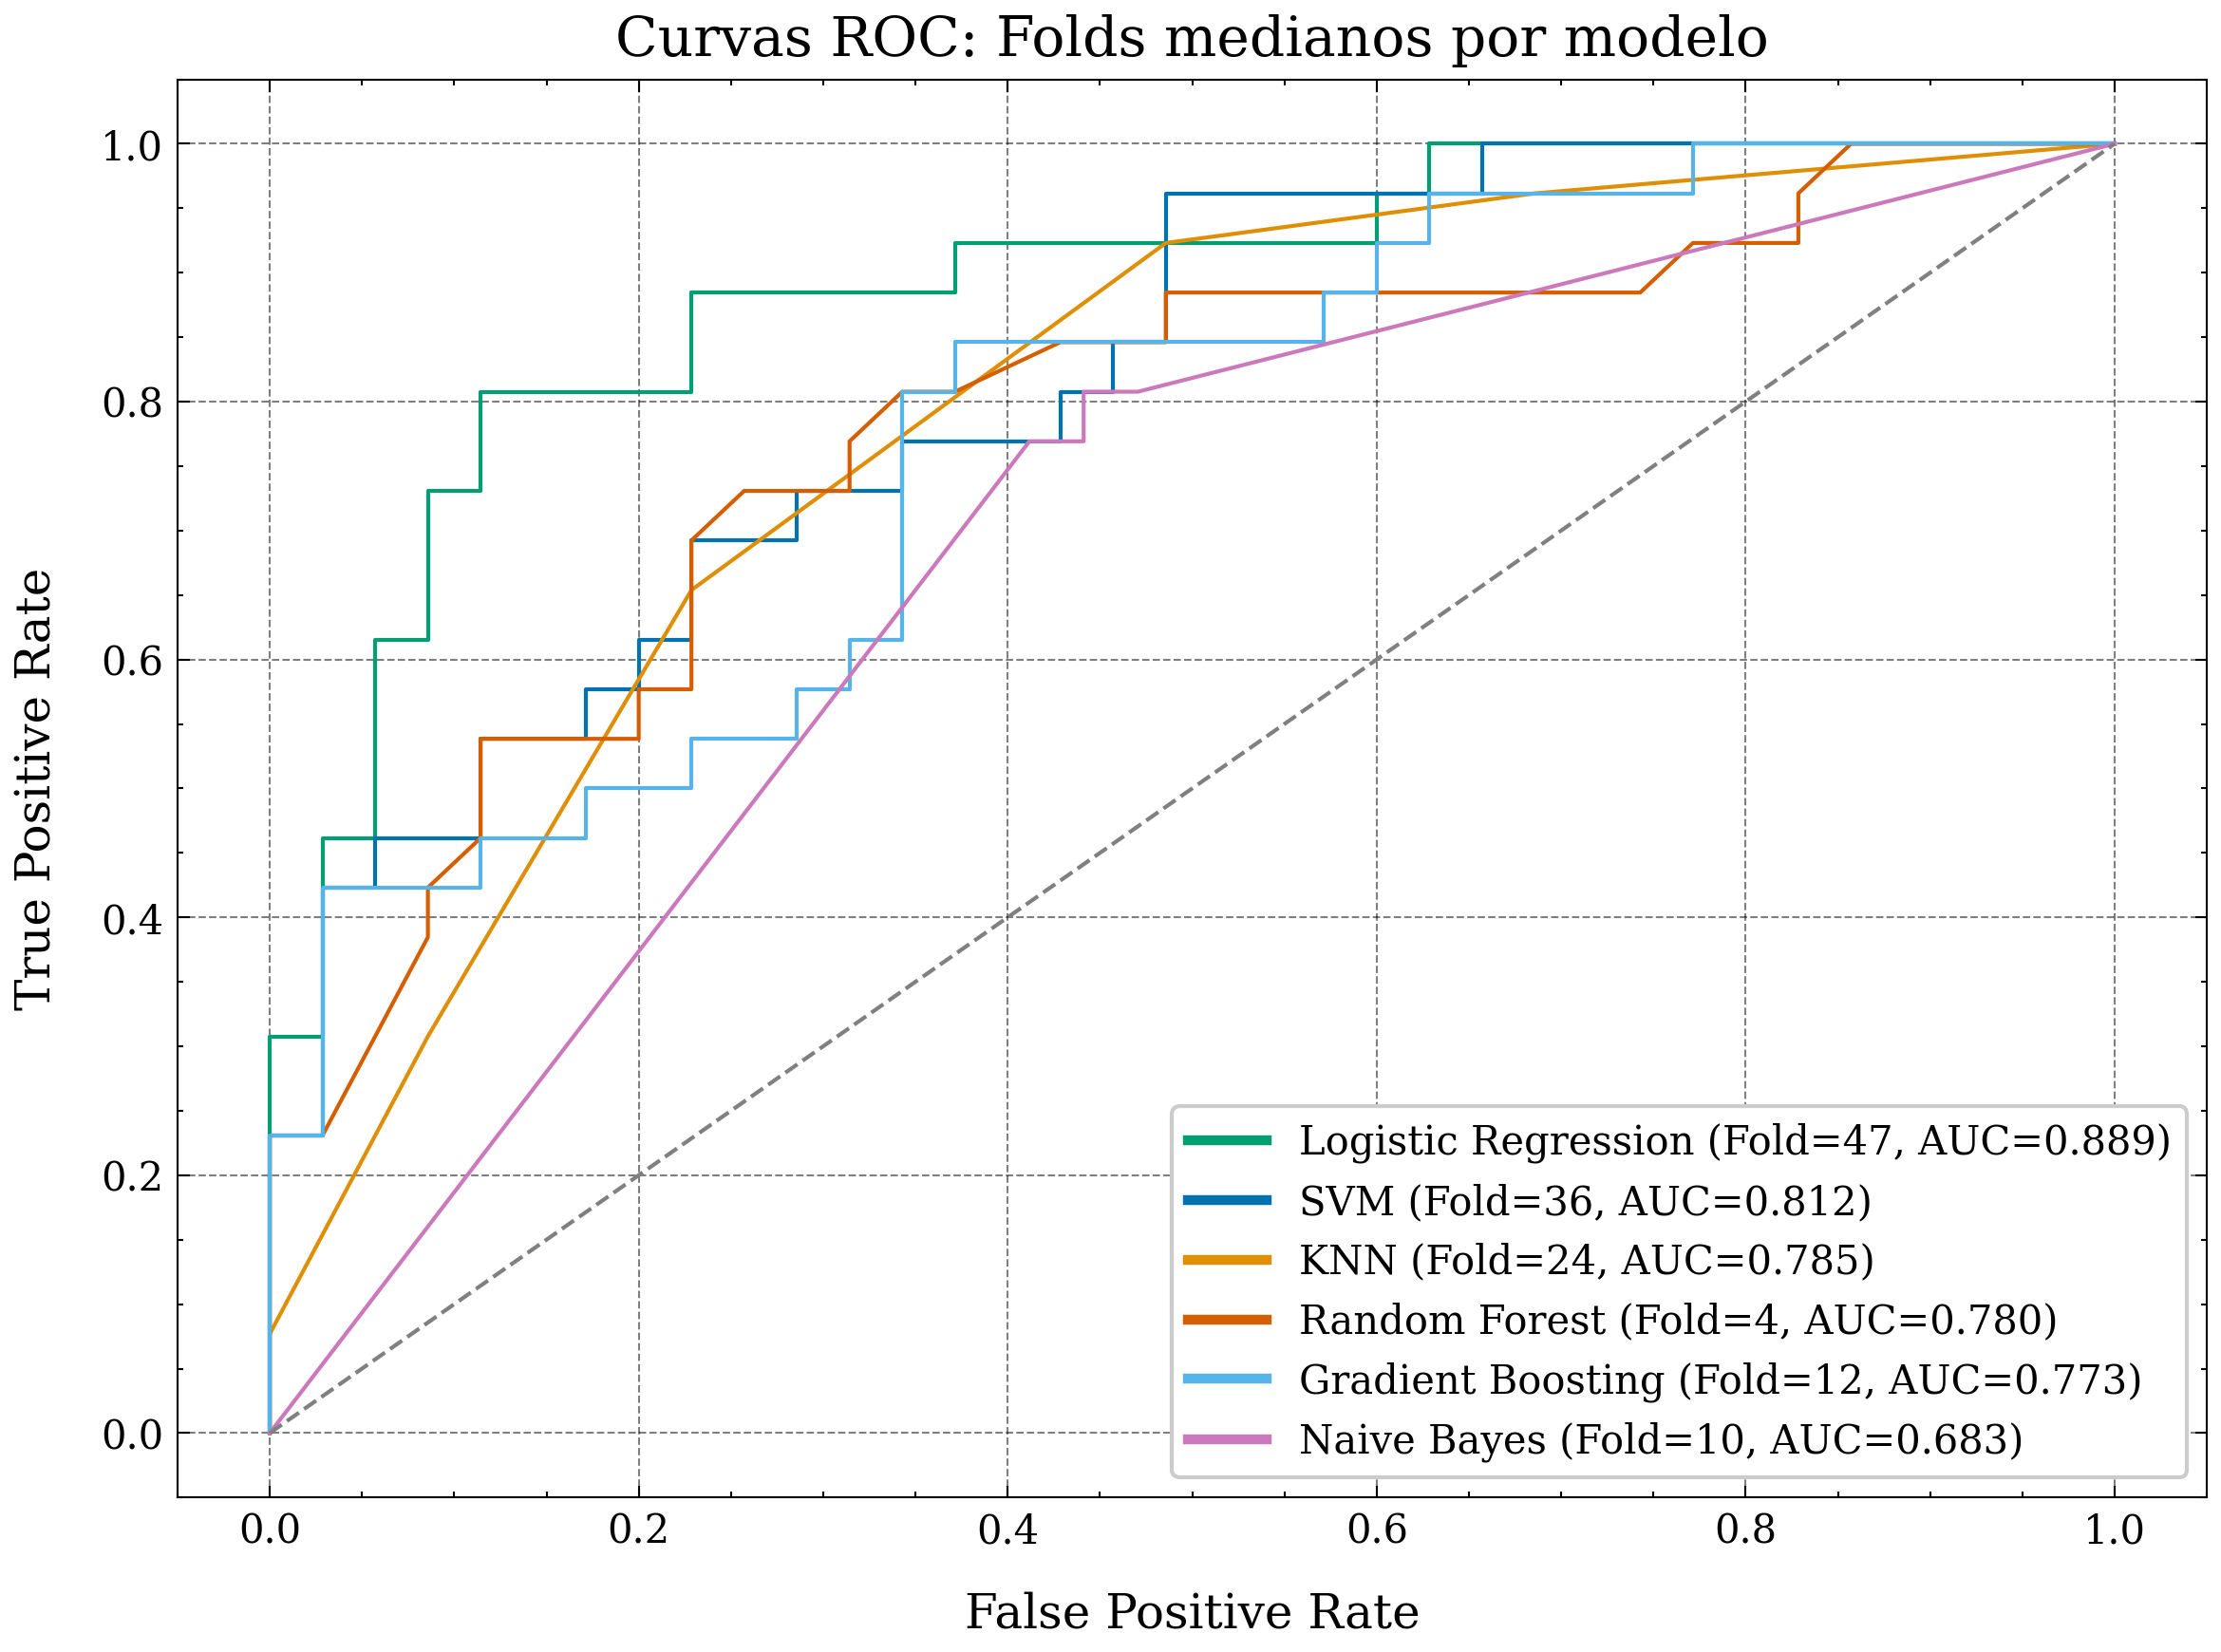 Curvas ROC: Folds medianos por modelo
True Positive Rate
1.0
0.8
0.6
0.4
0.2
0.0
Logistic Regression (Fold=47, AUC=0.889)
SVM (Fold=36, AUC=0.812)
KNN (Fold=24, AUC=0.785)
Random Forest (Fold=4, AUC=0.780)
Gradient Boosting (Fold=12, AUC=0.773)
Naive Bayes (Fold=10, AUC=0.683)
0.0 0.2 0.4 0.6 0.8 1.0
False Positive Rate